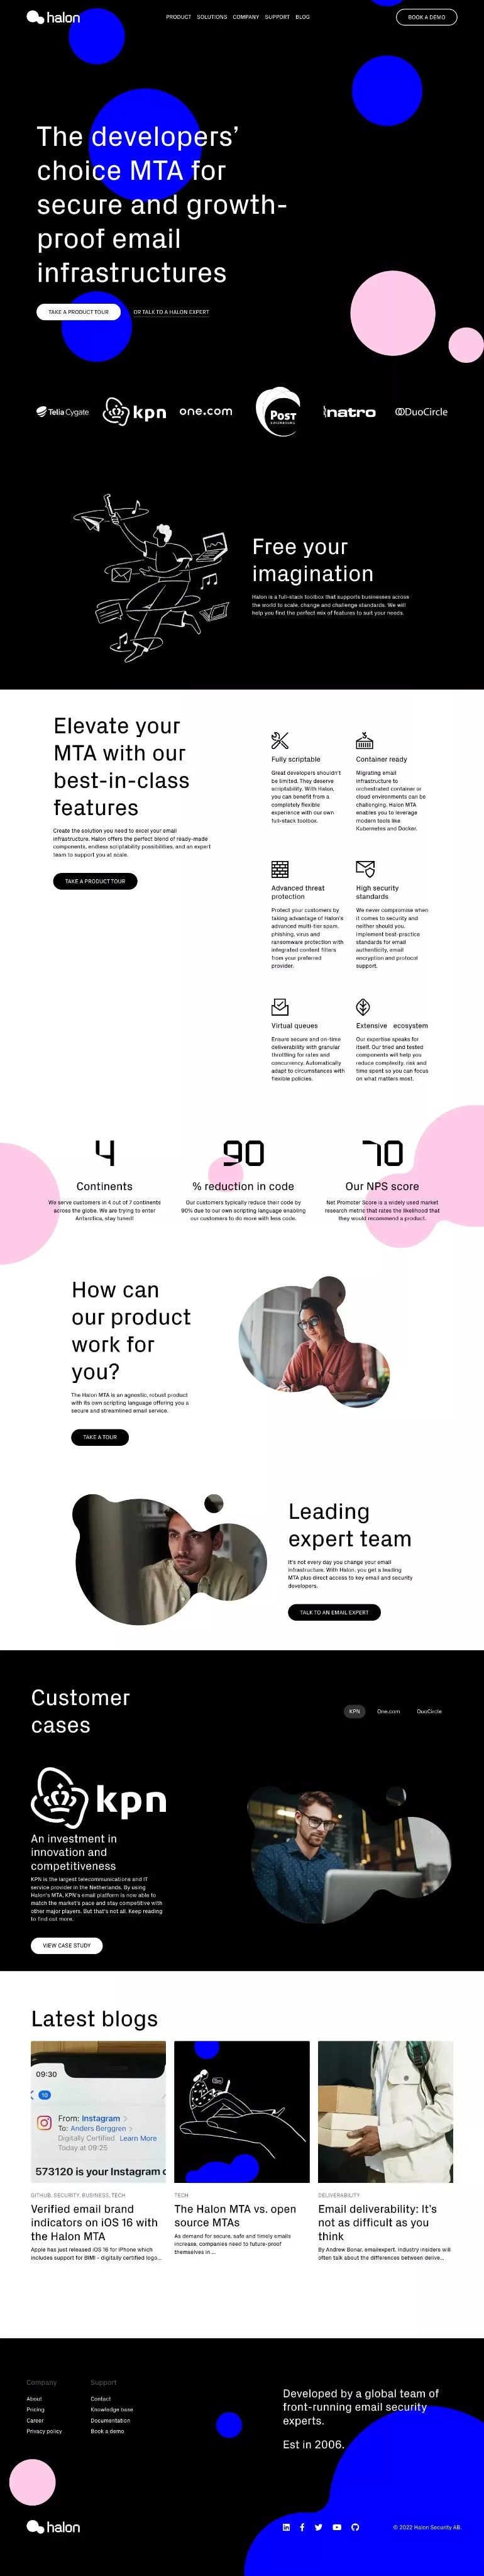 halon
PRODUCT SOLUTIONS COMPANY SUPPORT BLOG
BOOK A DEMO
The developers'
choice MTA for
secure and growth-
proof email
infrastructures
TAKE A PRODUCT TOUR
OR TALK TO A HALON EXPERT
Telia Cygate
kpn
one.com
POST
LUXEMBOURG
natro
DuoCircle
Free your
imagination
Halon is a full-stack toolbox that supports businesses across
the world to scale, change and challenge standards. We will
help you find the perfect mix of features to suit your needs.
Elevate your
MTA with our
best-in-class
features
Create the solution you need to excel your email
infrastructure. Halon offers the perfect blend of ready-made
components, endless scriptability possibilities, and an expert
team to support you at scale.
TAKE A PRODUCT TOUR
Fully scriptable
Great developers shouldn't
be limited. They deserve
scriptability. With Halon,
you can benefit from a
completely flexible
experience with our own
full-stack toolbox.
Container ready
Migrating email
infrastructure to
orchestrated container or
cloud environments can be
challenging. Halon MTA
enables you to leverage
modern tools like
Kubernetes and Docker.
Advanced threat
protection
Protect your customers by
taking advantage of Halon's
advanced multi-tier spam,
phishing, virus and
ransomware protection with
integrated content filters
from your preferred
provider.
High security
standards
We never compromise when
it comes to security and
neither should you.
Implement best-practice
standards for email
authenticity, email
encryption and protocol
support.
Virtual queues
Ensure secure and on-time
deliverability with granular
throttling for rates and
concurrency. Automatically
adapt to circumstances with
flexible policies.
Extensive ecosystem
Our expertise speaks for
itself. Our tried and tested
components will help you
reduce complexity, risk and
time spent so you can focus
on what matters most.
4
Continents
We serve customers in 4 out of 7 continents
across the globe. We are trying to enter
Antarctica, stay tuned!
90
% reduction in code
Our customers typically reduce their code by
90% due to our own scripting language enabling
our customers to do more with less code.
70
Our NPS score
Net Promoter Score is a widely used market
research metric that rates the likelihood that
they would recommend a product.
How can
our product
work for
you?
The Halon MTA is an agnostic, robust product
with its own scripting language offering you a
secure and streamlined email service.
TAKE A TOUR
Leading
expert team
It's not every day you change your email
infrastructure. With Halon, you get a leading
MTA plus direct access to key email and security
developers.
TALK TO AN EMAIL EXPERT
Customer
cases
KPN One.com DuoCircle
kpn
An investment in
innovation and
competitiveness
KPN is the largest telecommunications and IT
service provider in the Netherlands. By using
Halon's MTA, KPN's email platform is now able to
match the market's pace and stay competitive with
other major players. But that's not all. Keep reading
to find out more.
VIEW CASE STUDY
Latest blogs
09:30
10
From: Instagram
To: Anders Berggren
Digitally Certified Learn More
Today at 09:25
573120 is your Instagram c
GITHUB, SECURITY, BUSINESS, TECH
Verified email brand
indicators on iOS 16 with
the Halon MTA
Apple has just released iOS 16 for iPhone which
includes support for BIMI - digitally certified logo...
TECH
The Halon MTA vs. open
source MTAs
As demand for secure, safe and timely emails
increase, companies need to future-proof
themselves in ...
DELIVERABILITY
Email deliverability: It's
not as difficult as you
think
By Andrew Bonar, emailexpert. Industry insiders will
often talk about the differences between delive...
Company
About
Pricing
Career
Privacy policy
Support
Contact
Knowledge base
Documentation
Book a demo
Developed by a global team of
front-running email security
experts.
Est in 2006.
halon
© 2022 Halon Security AB.